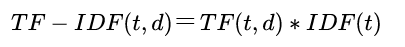 TF − IDF(t, d) = TF(t, d) ∗ IDF(t)